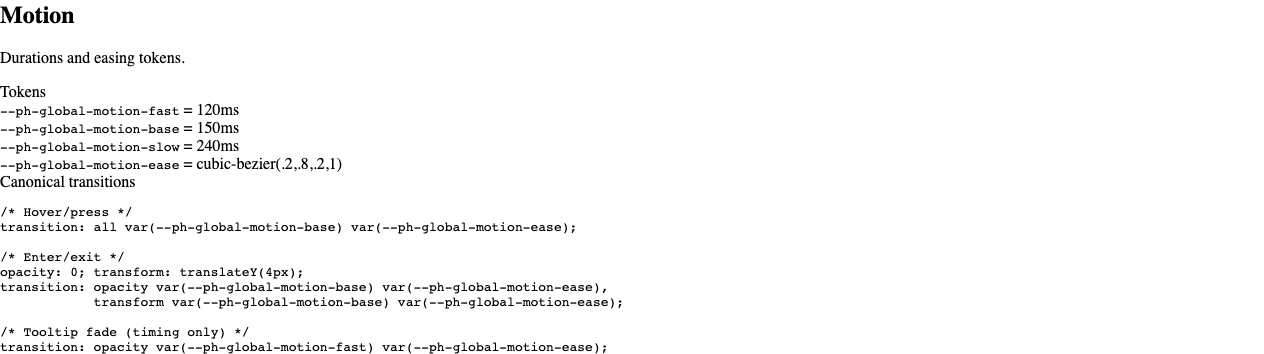 Motion
Durations and easing tokens.
Tokens
--ph-global-motion-fast = 120ms
--ph-global-motion-base = 150ms
--ph-global-motion-slow = 240ms
--ph-global-motion-ease = cubic-bezier(.2,.8,.2,1)
Canonical transitions
/* Hover/press */
transition: all var(--ph-global-motion-base) var(--ph-global-motion-ease);
/* Enter/exit */
opacity: 0; transform: translateY(4px);
transition: opacity var(--ph-global-motion-base) var(--ph-global-motion-ease),
transform var(--ph-global-motion-base) var(--ph-global-motion-ease);
/* Tooltip fade (timing only) */
transition: opacity var(--ph-global-motion-fast) var(--ph-global-motion-ease);